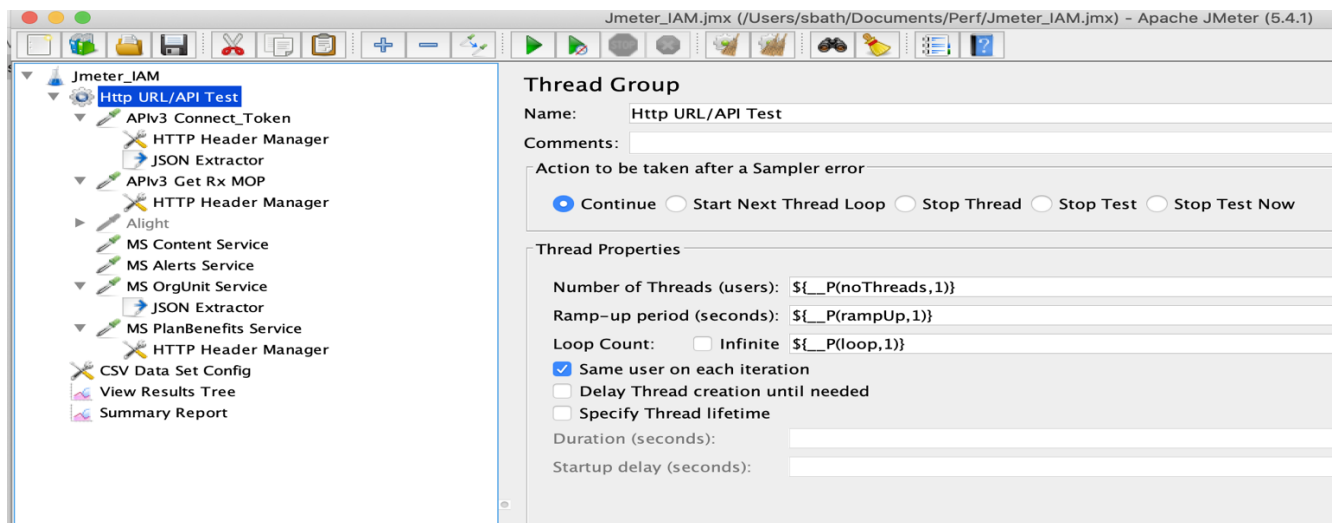 Jmeter_IAM.jmx (/Users/sbath/Documents/Perf/Jmeter_IAM.jmx) - Apache JMeter (5.4.1)
STOP
Jmeter_IAM
Http URL/API Test
APIv3 Connect_Token
HTTP Header Manager
JSON Extractor
APIv3 Get Rx MOP
HTTP Header Manager
Alight
MS Content Service
MS Alerts Service
MS OrgUnit Service
JSON Extractor
MS PlanBenefits Service
HTTP Header Manager
CSV Data Set Config
View Results Tree
Summary Report
Thread Group
Name: Http URL/API Test
Comments:
Action to be taken after a Sampler error
Continue Start Next Thread Loop Stop Thread Stop Test Stop Test Now
Thread Properties
Number of Threads (users): ${__P(noThreads,1)}
Ramp-up period (seconds): ${__P(rampUp,1)}
Loop Count: Infinite ${__P(loop,1)}
Same user on each iteration
Delay Thread creation until needed
Specify Thread lifetime
Duration (seconds):
Startup delay (seconds):